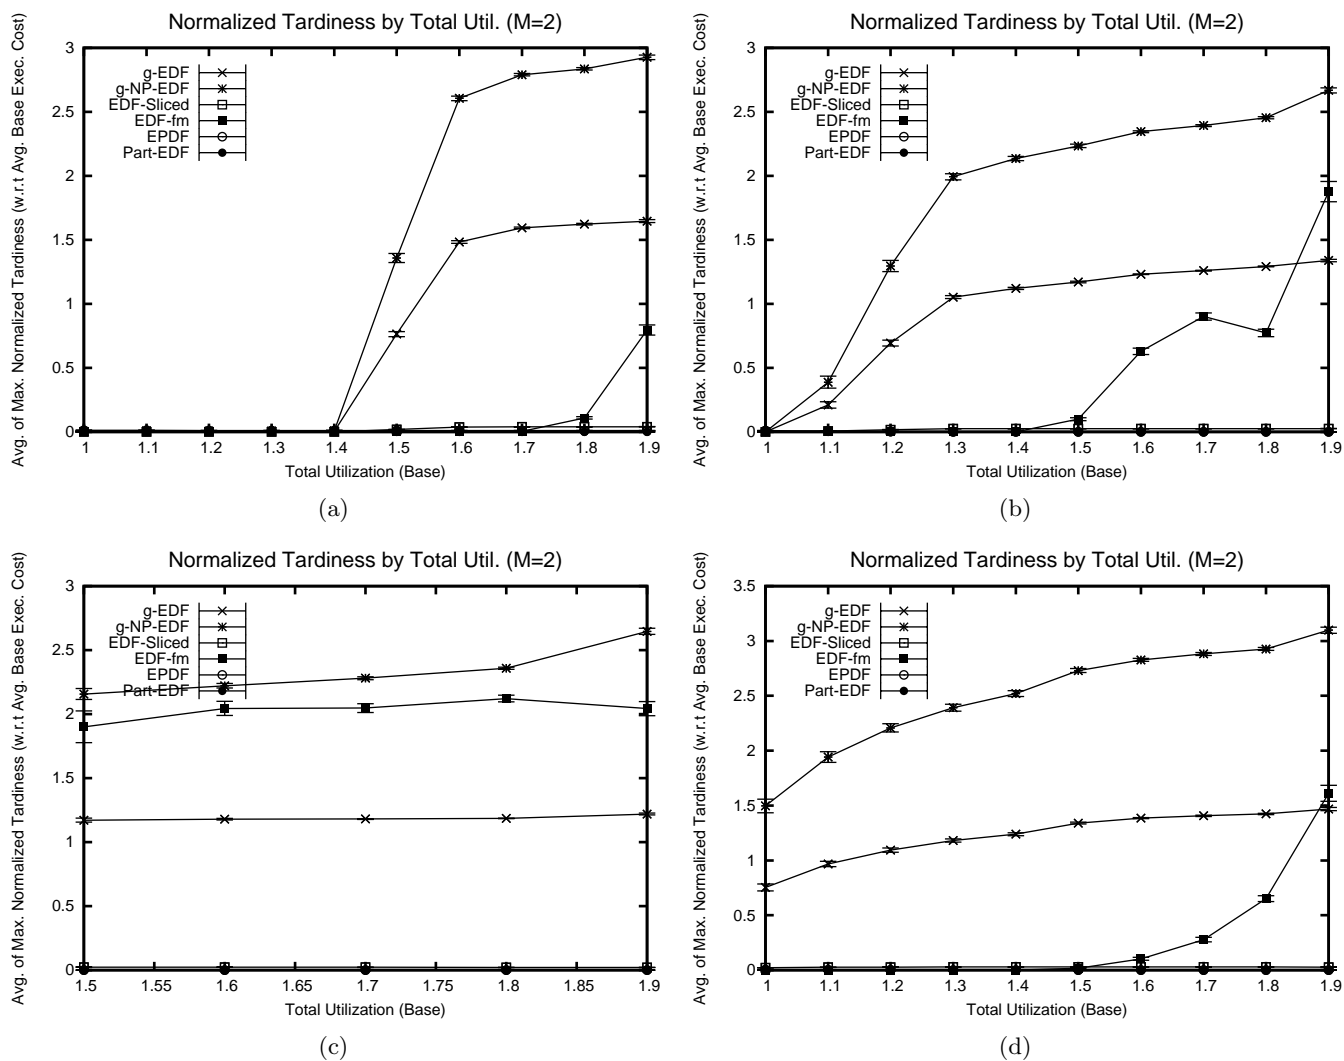 Normalized Tardiness by Total Util. (M=2)
Avg. of Max. Normalized Tardiness (w.r.t Avg. Base Exec. Cost)
3
2.5
2
1.5
1
0.5
0
g-EDF
g-NP-EDF
EDF-Sliced
EDF-fm
EPDF
Part-EDF
1 1.1 1.2 1.3 1.4 1.5 1.6 1.7 1.8 1.9
Total Utilization (Base)
(a)
Normalized Tardiness by Total Util. (M=2)
Avg. of Max. Normalized Tardiness (w.r.t Avg. Base Exec. Cost)
3
2.5
2
1.5
1
0.5
0
g-EDF
g-NP-EDF
EDF-Sliced
EDF-fm
EPDF
Part-EDF
1 1.1 1.2 1.3 1.4 1.5 1.6 1.7 1.8 1.9
Total Utilization (Base)
(b)
Normalized Tardiness by Total Util. (M=2)
Avg. of Max. Normalized Tardiness (w.r.t Avg. Base Exec. Cost)
3
2.5
2
1.5
1
0.5
0
g-EDF
g-NP-EDF
EDF-Sliced
EDF-fm
EPDF
Part-EDF
1.5 1.55 1.6 1.65 1.7 1.75 1.8 1.85 1.9
Total Utilization (Base)
(c)
Normalized Tardiness by Total Util. (M=2)
Avg. of Max. Normalized Tardiness (w.r.t Avg. Base Exec. Cost)
3.5
3
2.5
2
1.5
1
0.5
0
g-EDF
g-NP-EDF
EDF-Sliced
EDF-fm
EPDF
Part-EDF
1 1.1 1.2 1.3 1.4 1.5 1.6 1.7 1.8 1.9
Total Utilization (Base)
(d)